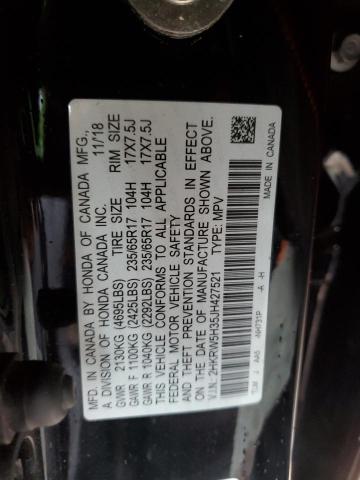 MFD. IN CANADA BY HONDA OF CANADA MFG.,
A DIVISION OF HONDA CANADA INC. 11/18
TIRE SIZE RIM SIZE
GVWR 2130KG (4695LBS)
GAWR F 1100KG (2425LBS) 235/65R17 104H 17X7.5J
GAWR R 1040KG (2292LBS) 235/65R17 104H 17X7.5J
THIS VEHICLE CONFORMS TO ALL APPLICABLE
FEDERAL MOTOR VEHICLE SAFETY
AND THEFT PREVENTION STANDARDS IN EFFECT
ON THE DATE OF MANUFACTURE SHOWN ABOVE.
V.I.N: 2HKRW5H35JH427521 TYPE: MPV
J AA5 NH731P -A -H MADE IN CANADA